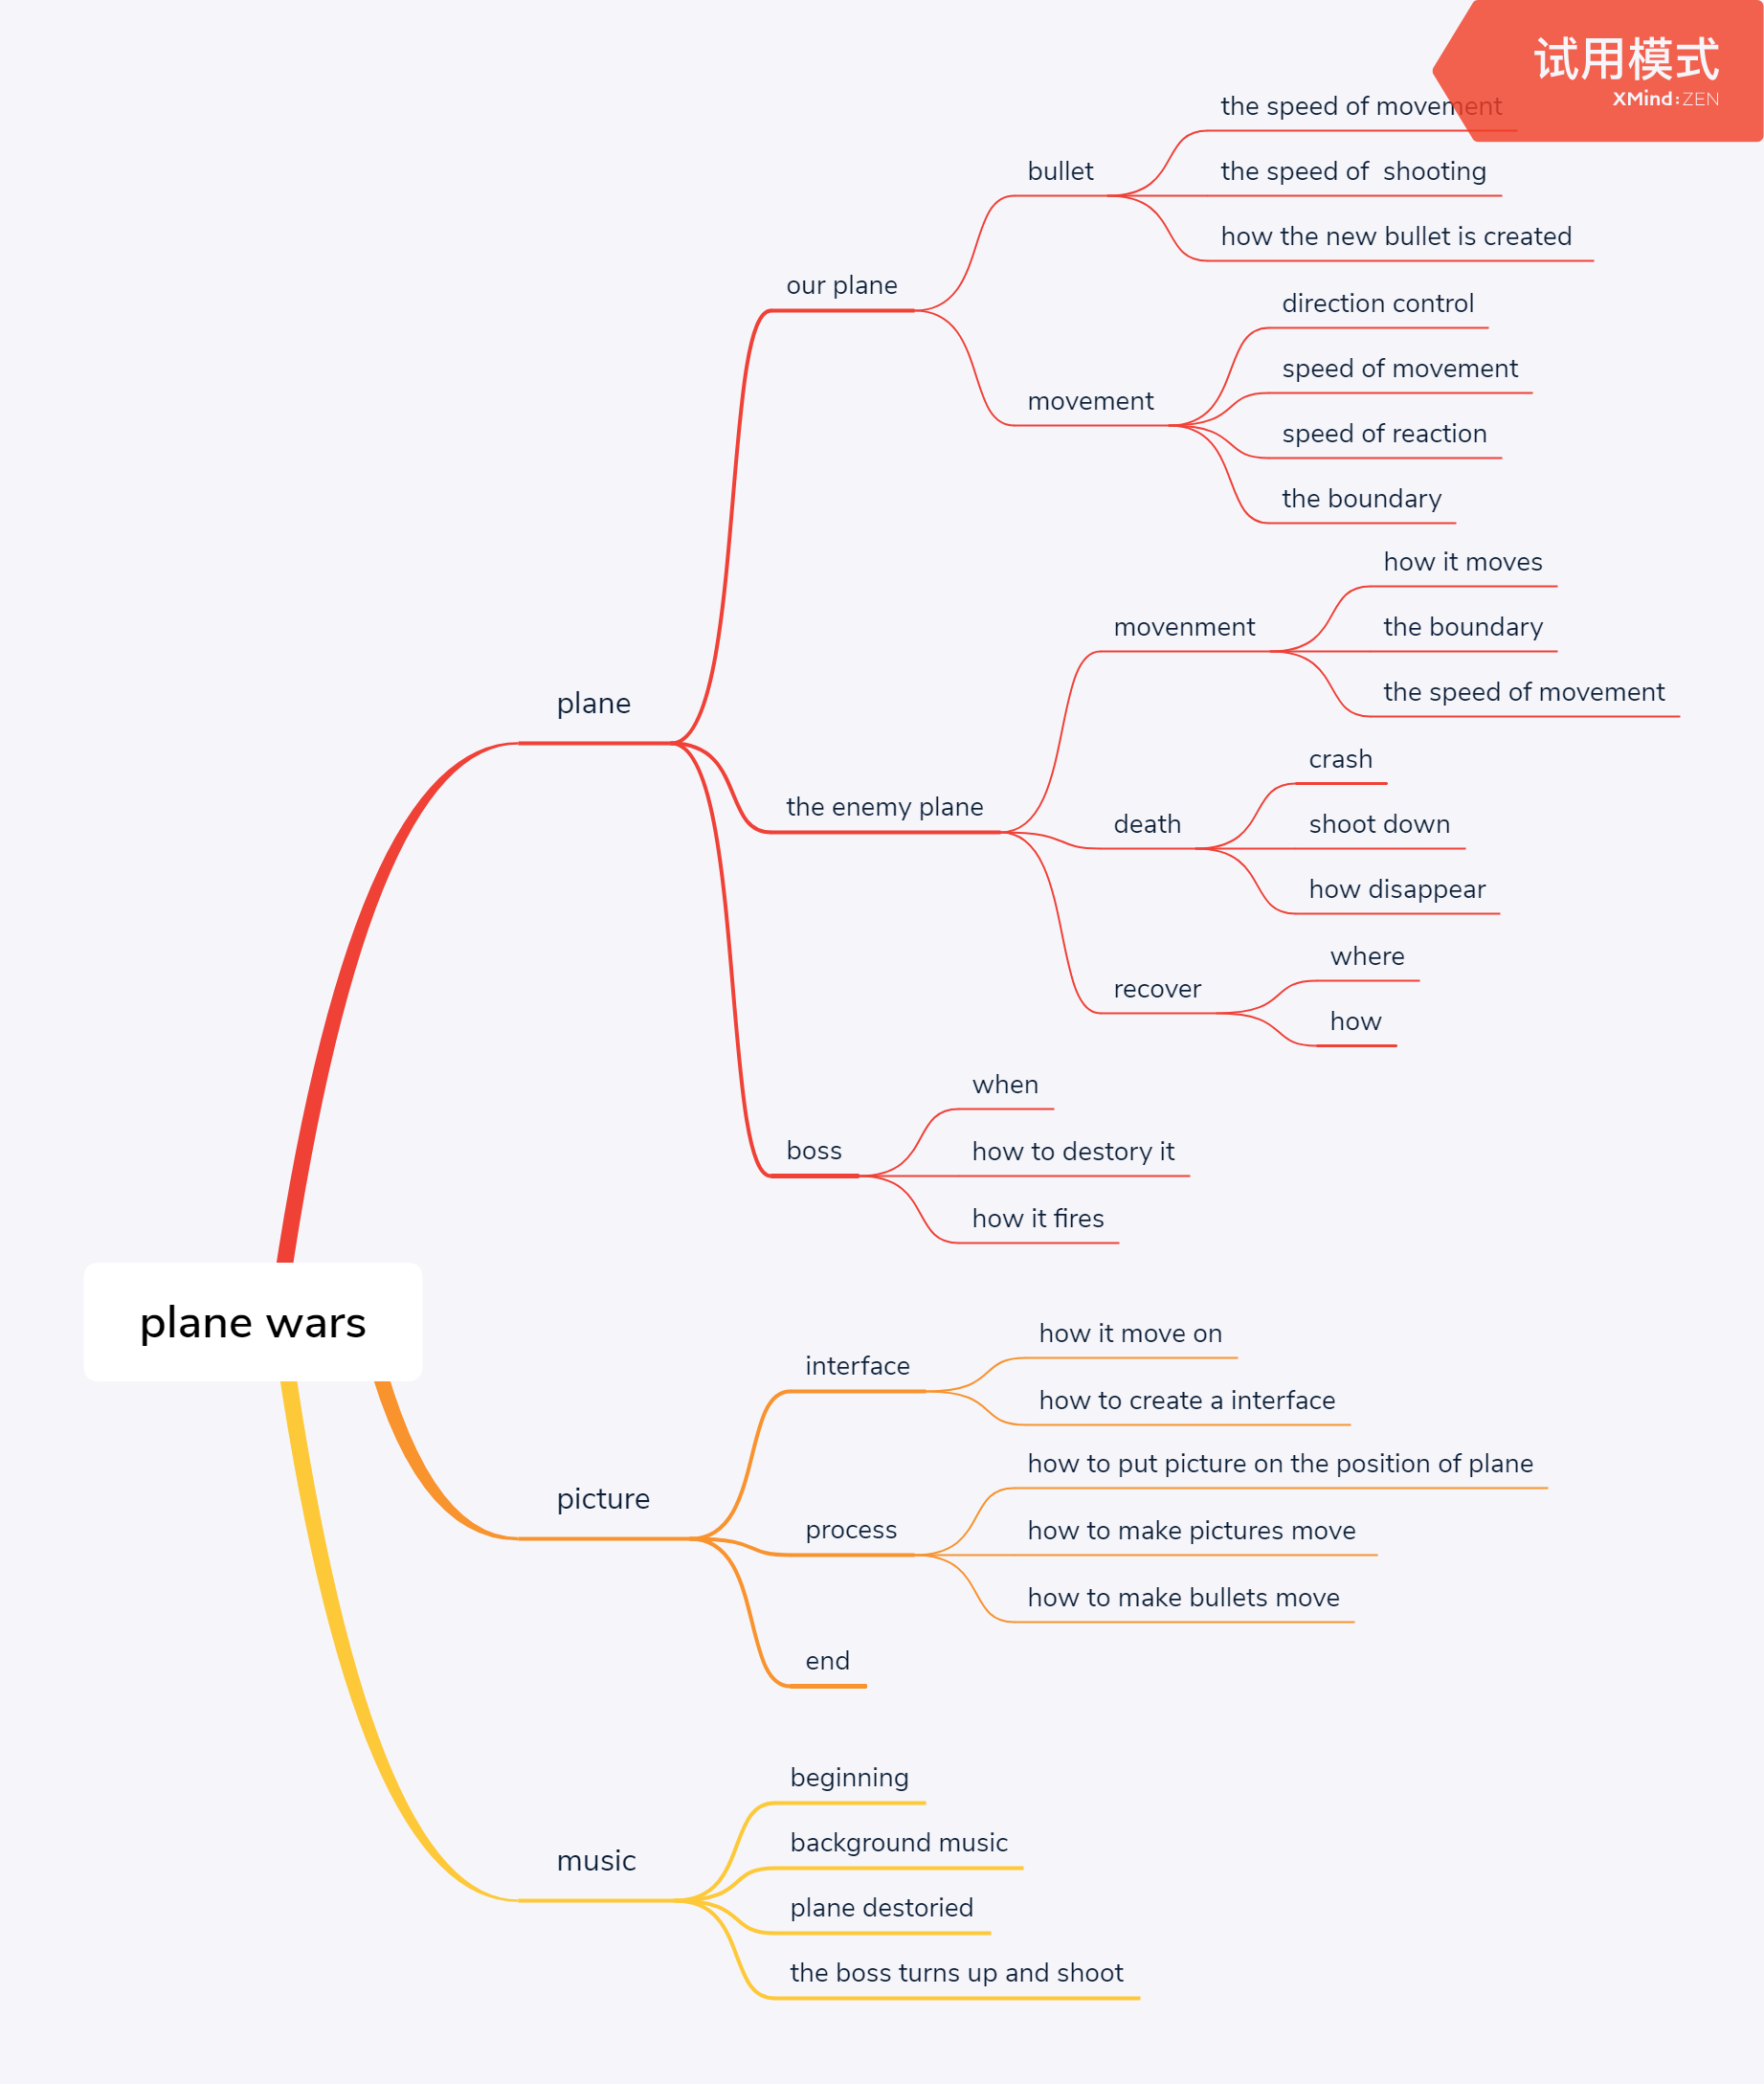 试用模式
XMind:ZEN
the speed of movement
bullet
the speed of  shooting
how the new bullet is created
our plane
direction control
speed of movement
movement
speed of reaction
the boundary
how it moves
movenment
the boundary
the speed of movement
plane
crash
the enemy plane
death
shoot down
how disappear
where
recover
how
when
boss
how to destory it
how it fires
plane wars
how it move on
interface
how to create a interface
how to put picture on the position of plane
picture
process
how to make pictures move
how to make bullets move
end
beginning
background music
music
plane destoried
the boss turns up and shoot